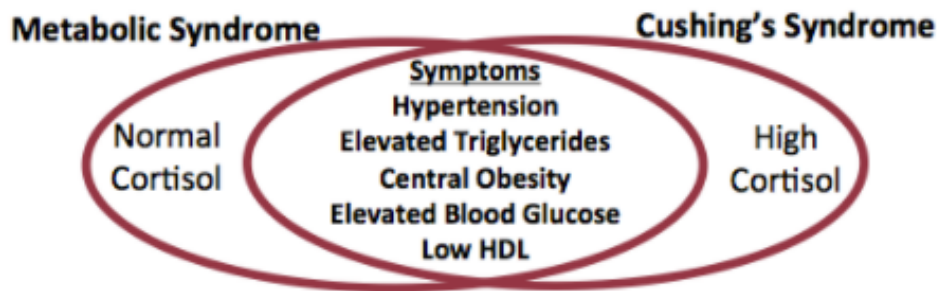 Metabolic Syndrome
Cushing's Syndrome
Symptoms
Hypertension
Elevated Triglycerides
Central Obesity
Elevated Blood Glucose
Low HDL
Normal
Cortisol
High
Cortisol